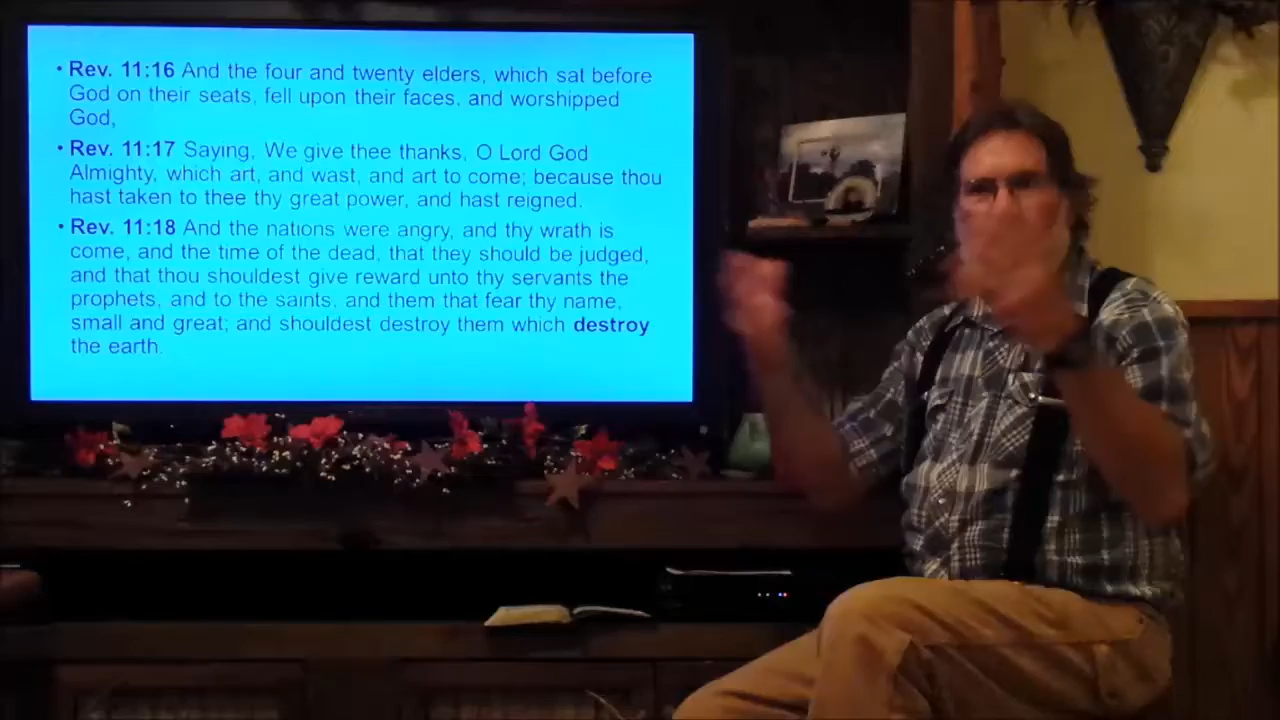 • Rev. 11:16 And the four and twenty elders, which sat before
God on their seats, fell upon their faces, and worshipped
God,
• Rev. 11:17 Saying, We give thee thanks, O Lord God
Almighty, which art, and wast, and art to come; because thou
hast taken to thee thy great power, and hast reigned.
• Rev. 11:18 And the nations were angry, and thy wrath is
come, and the time of the dead, that they should be judged,
and that thou shouldest give reward unto thy servants the
prophets, and to the saints, and them that fear thy name,
small and great; and shouldest destroy them which destroy
the earth.